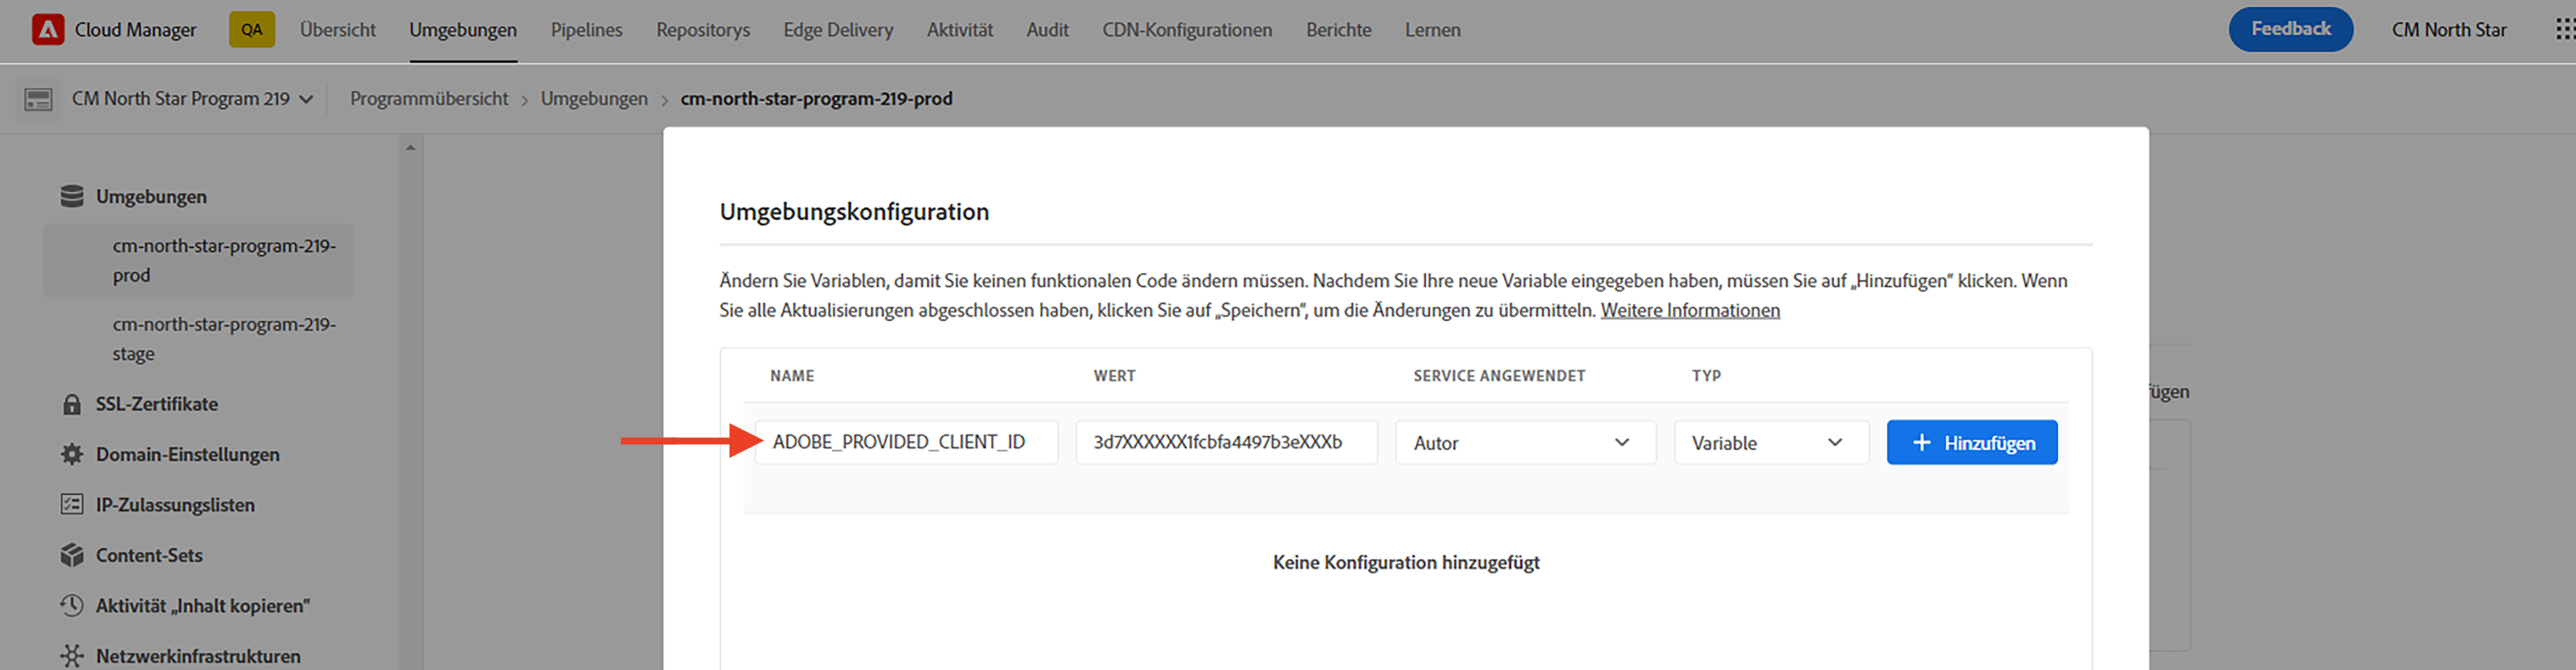 Cloud Manager QA Übersicht Umgebungen Pipelines Repositorys Edge Delivery Aktivität Audit CDN-Konfigurationen Berichte Lernen Feedback CM North Star
CM North Star Program 219 Programmübersicht > Umgebungen > cm-north-star-program-219-prod
Umgebungen
cm-north-star-program-219-
prod
cm-north-star-program-219-
stage
SSL-Zertifikate
Domain-Einstellungen
IP-Zulassungslisten
Content-Sets
Aktivität „Inhalt kopieren“
Netzwerkinfrastrukturen
Umgebungskonfiguration
Ändern Sie Variablen, damit Sie keinen funktionalen Code ändern müssen. Nachdem Sie Ihre neue Variable eingegeben haben, müssen Sie auf „Hinzufügen“ klicken. Wenn
Sie alle Aktualisierungen abgeschlossen haben, klicken Sie auf „Speichern“, um die Änderungen zu übermitteln. Weitere Informationen
NAME WERT SERVICE ANGEWENDET TYP
ADOBE_PROVIDED_CLIENT_ID 3d7XXXXXX1fcbfa4497b3eXXXb Autor Variable + Hinzufügen
Keine Konfiguration hinzugefügt